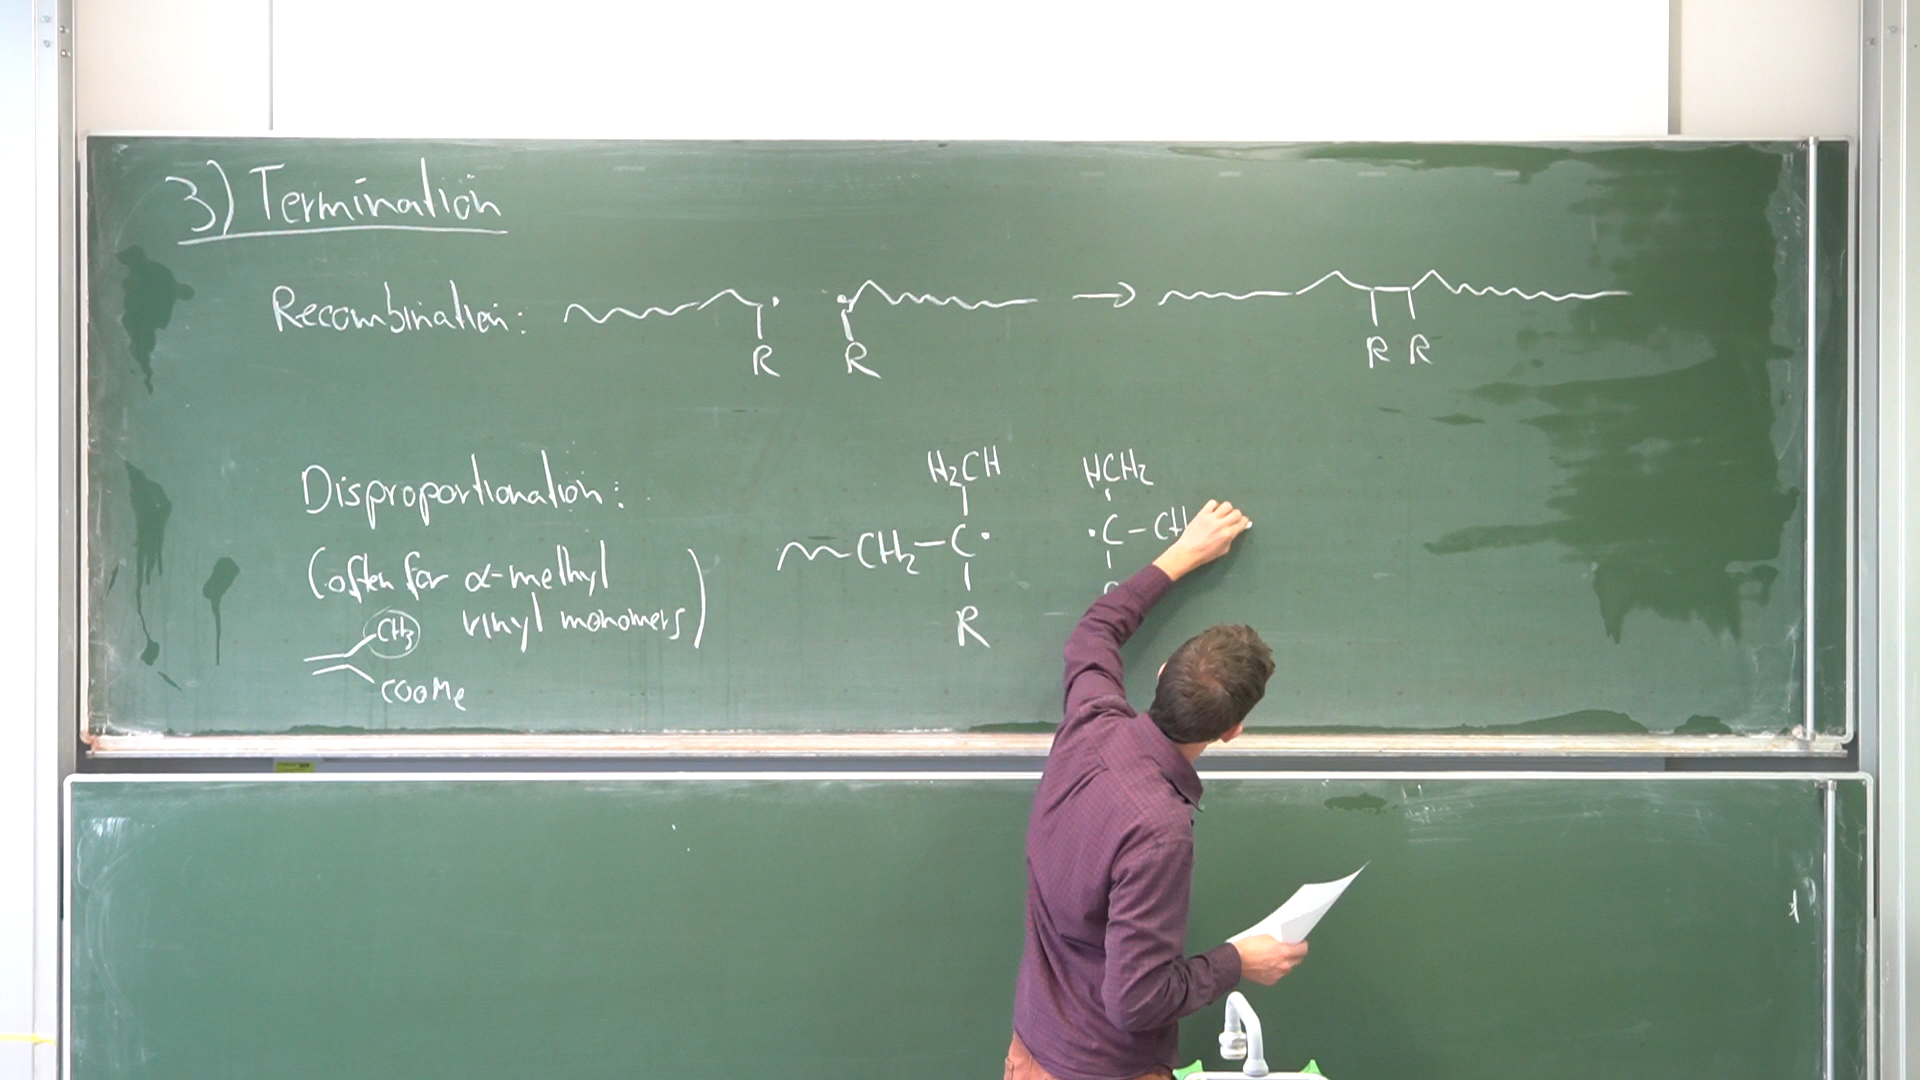 3) Termination
Recombination:
R R
R R
Disproportionation:
(often for α-methyl
vinyl monomers)
CH₃
COOMe
H₂CH HCH₂
CH₂-C· ·C-CH
R